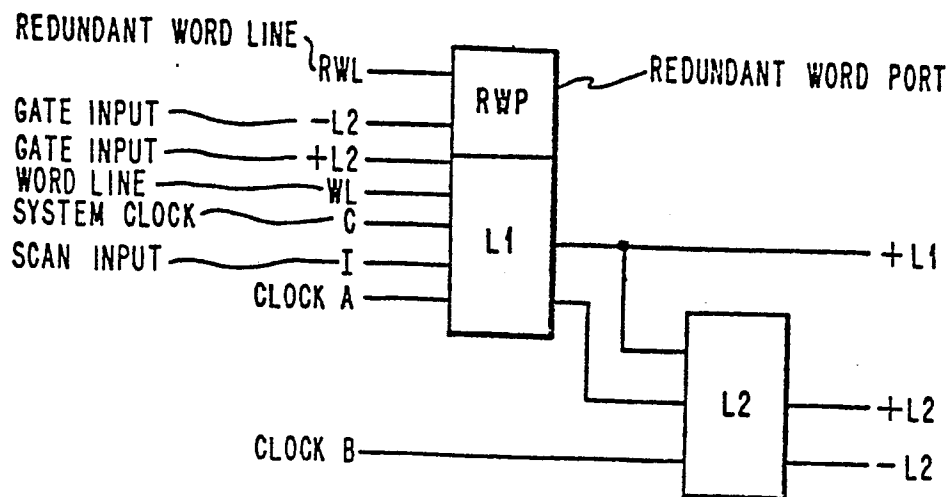 REDUNDANT WORD LINE
RWL
RWP
REDUNDANT WORD PORT
GATE INPUT
-L2
GATE INPUT
+L2
WORD LINE
WL
SYSTEM CLOCK
C
L1
SCAN INPUT
I
+L1
CLOCK A
L2
+L2
CLOCK B
-L2